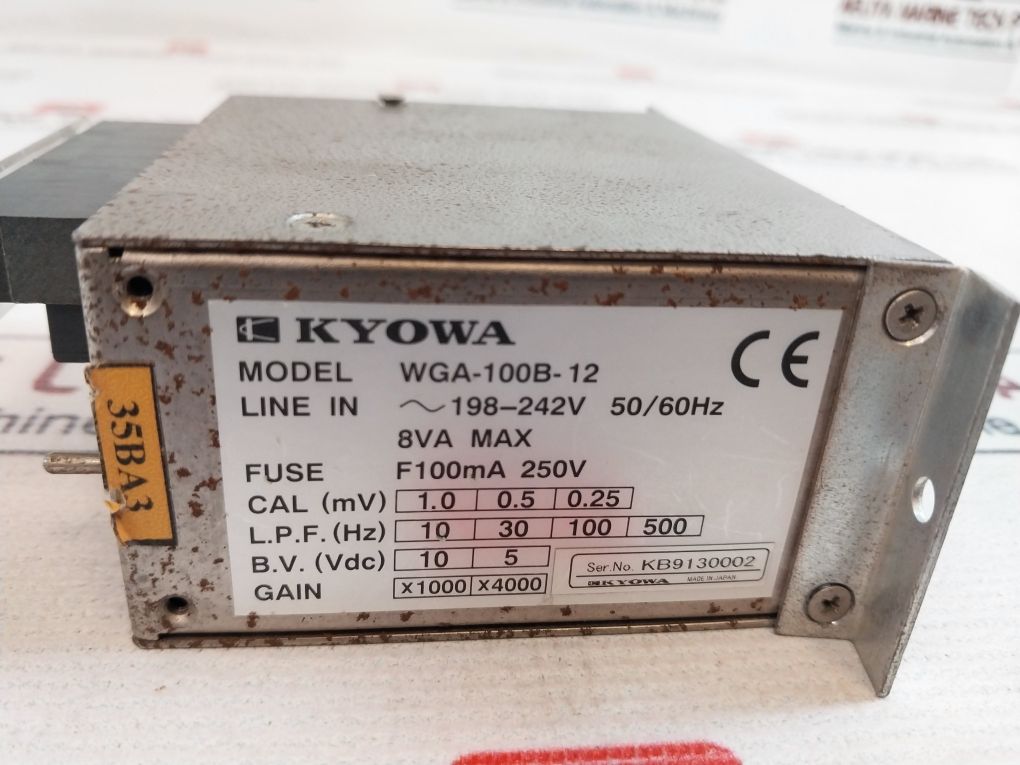 KYOWA
MODEL WGA-100B-12
LINE IN ~198-242V 50/60Hz
8VA MAX
FUSE F100mA 250V
CAL (mV) 1.0 0.5 0.25
L.P.F. (Hz) 10 30 100 500
B.V. (Vdc) 10 5
GAIN x1000 x4000
CE
Ser.No. KB9130002
KYOWA MADE IN JAPAN
35BA3
MARINE TECH